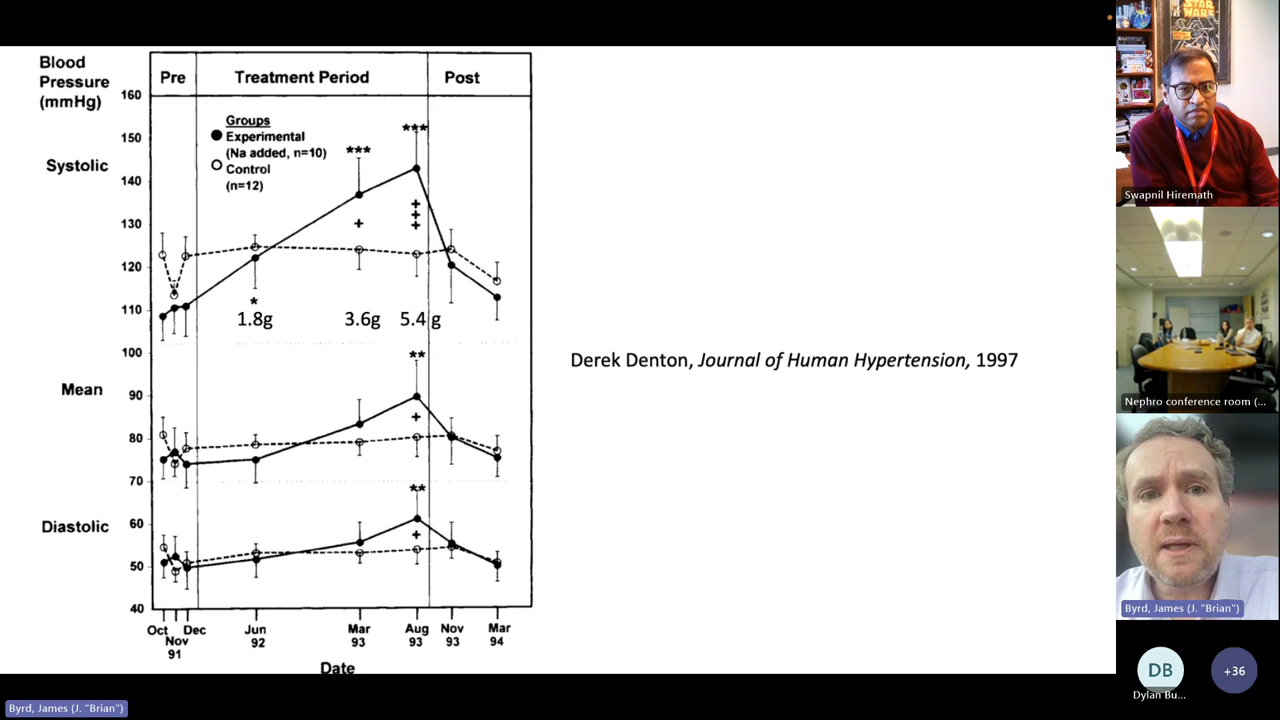 Blood
Pressure
(mmHg)
Pre
Treatment Period
Post
160
150
140
130
120
110
100
90
80
70
60
50
40
Systolic
Mean
Diastolic
Groups
Experimental
(Na added, n=10)
Control
(n=12)
***
***
+
+
+
+
*
1.8g
3.6g
5.4 g
**
+
**
+
Oct
Nov
91
Dec
Jun
92
Mar
93
Aug
93
Nov
93
Mar
94
Date
Derek Denton, Journal of Human Hypertension, 1997
STAR
WARS
Swapnil Hiremath
Nephro conference room (...
Byrd, James (J. "Brian")
DB
Dylan Bu...
+36
Byrd, James (J. "Brian")